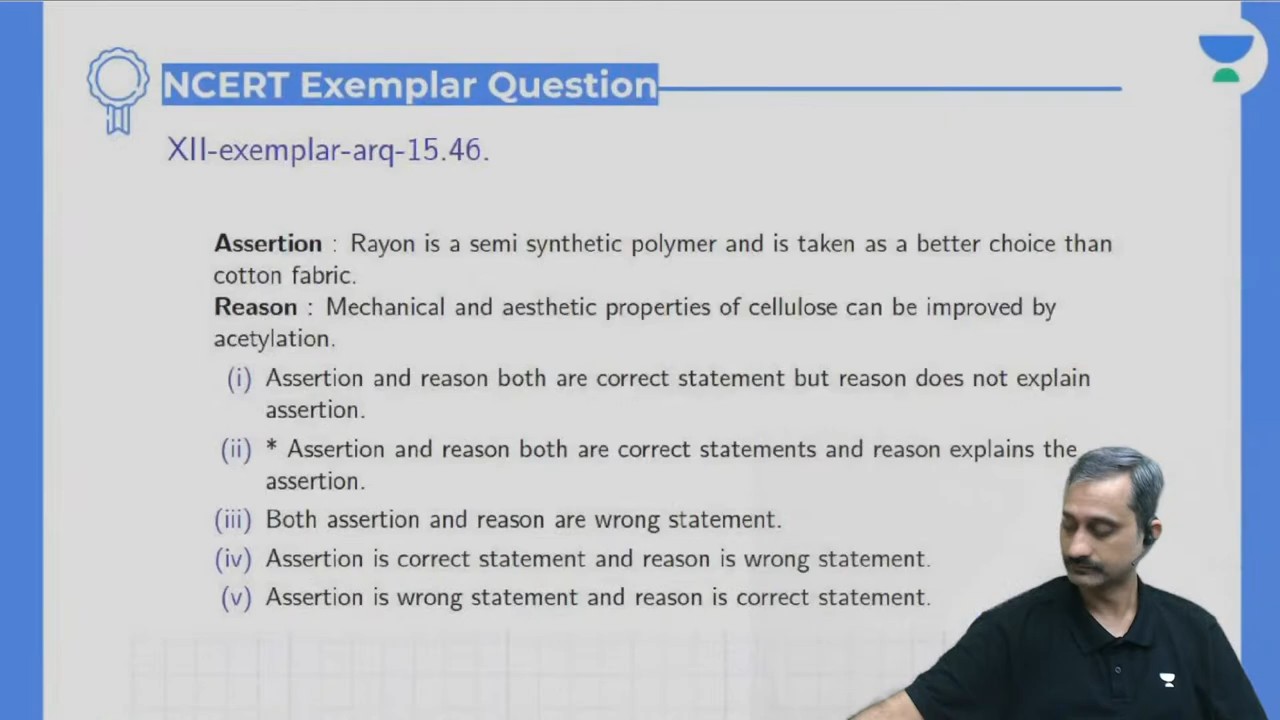 NCERT Exemplar Question
XII-exemplar-arq-15.46.
Assertion : Rayon is a semi synthetic polymer and is taken as a better choice than
cotton fabric.
Reason : Mechanical and aesthetic properties of cellulose can be improved by
acetylation.
(i) Assertion and reason both are correct statement but reason does not explain
assertion.
(ii) * Assertion and reason both are correct statements and reason explains the
assertion.
(iii) Both assertion and reason are wrong statement.
(iv) Assertion is correct statement and reason is wrong statement.
(v) Assertion is wrong statement and reason is correct statement.